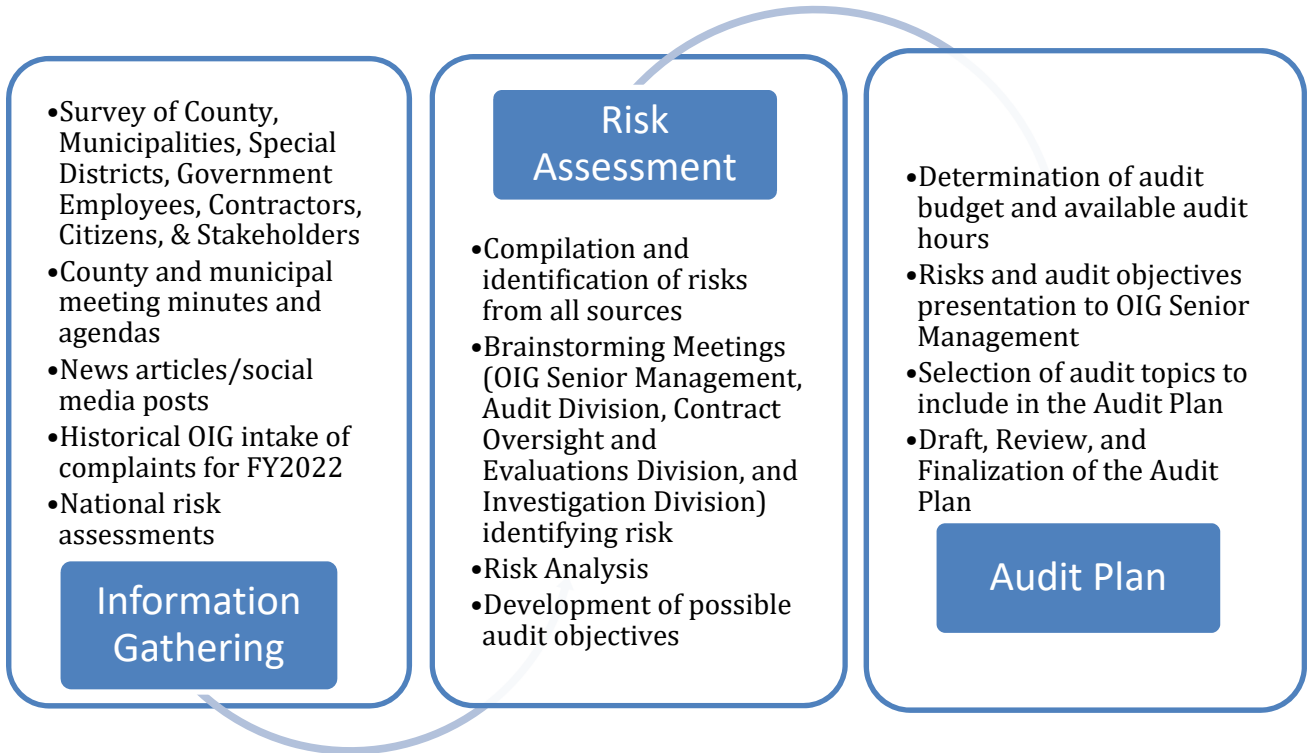 •Survey of County,
Municipalities, Special
Districts, Government
Employees, Contractors,
Citizens, & Stakeholders
•County and municipal
meeting minutes and
agendas
•News articles/social
media posts
•Historical OIG intake of
complaints for FY2022
•National risk
assessments
Information
Gathering
Risk
Assessment
•Compilation and
identification of risks
from all sources
•Brainstorming Meetings
(OIG Senior Management,
Audit Division, Contract
Oversight and
Evaluations Division, and
Investigation Division)
identifying risk
•Risk Analysis
•Development of possible
audit objectives
•Determination of audit
budget and available audit
hours
•Risks and audit objectives
presentation to OIG Senior
Management
•Selection of audit topics to
include in the Audit Plan
•Draft, Review, and
Finalization of the Audit
Plan
Audit Plan